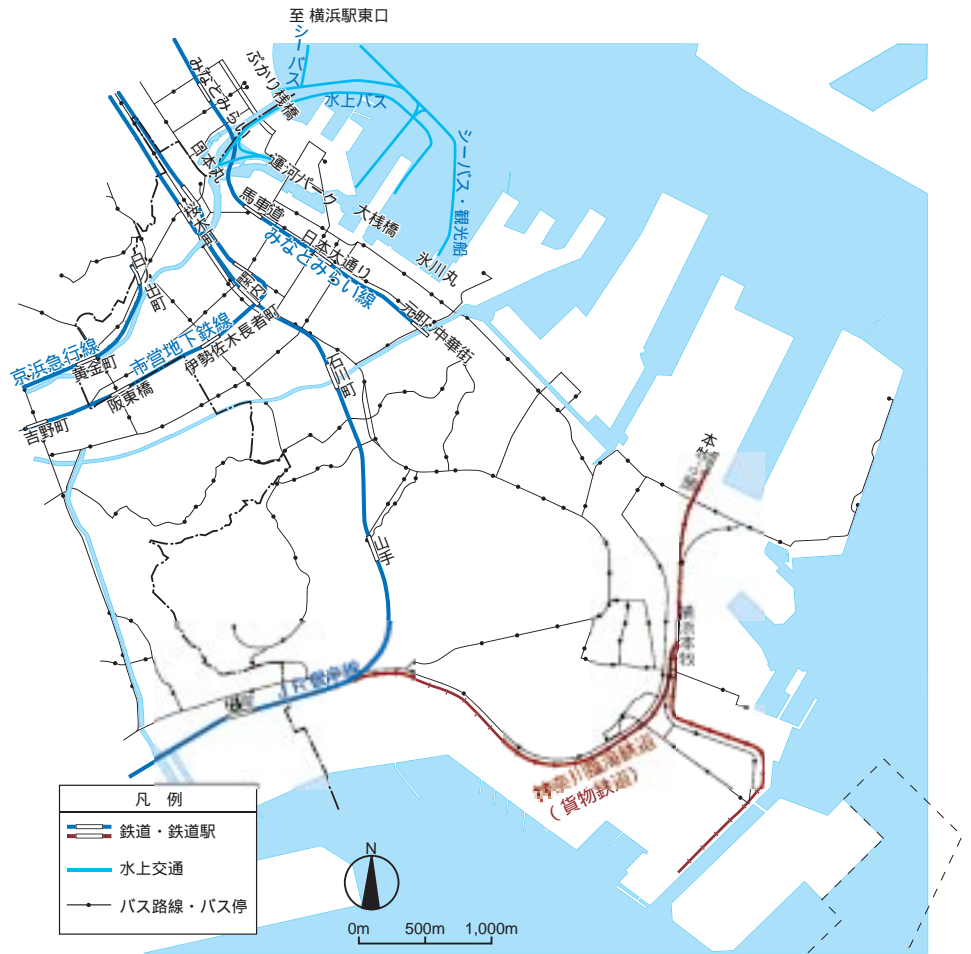 至 横浜駅東口
シーバス
みなとみらい
ぷかり桟橋
水上バス
日本丸
運河パーク
シーバス・観光船
桜木町
馬車道
大桟橋
日本大通り
みなとみらい線
氷川丸
日ノ出町
関内
元町・中華街
京浜急行線
黄金町
市営地下鉄線
伊勢佐木長者町
阪東橋
吉野町
石川町
山手
JR根岸線
神奈川臨海鉄道
(貨物鉄道)
凡 例
鉄道・鉄道駅
水上交通
バス路線・バス停
N
0m 500m 1,000m